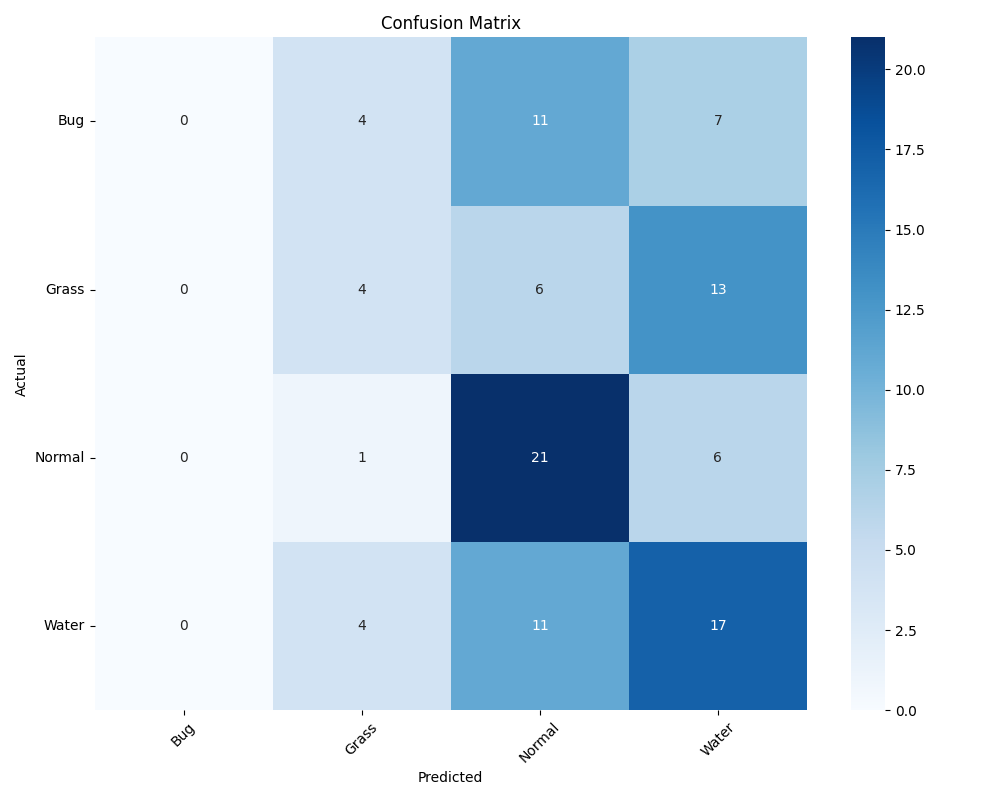 Confusion Matrix
Actual
Bug 0 4 11 7
Grass 0 4 6 13
Normal 0 1 21 6
Water 0 4 11 17
Bug Grass Normal Water
Predicted
20.0
17.5
15.0
12.5
10.0
7.5
5.0
2.5
0.0